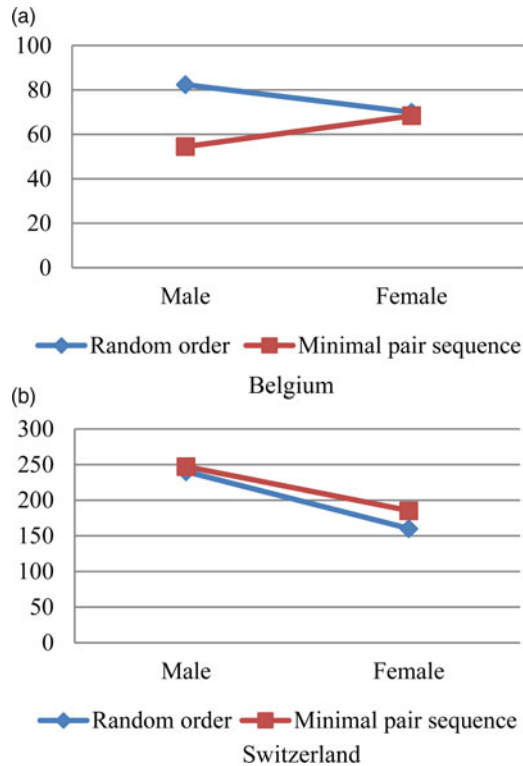 (a)
100
80
60
40
20
0
Male Female
Random order Minimal pair sequence
Belgium
(b)
300
250
200
150
100
50
0
Male Female
Random order Minimal pair sequence
Switzerland